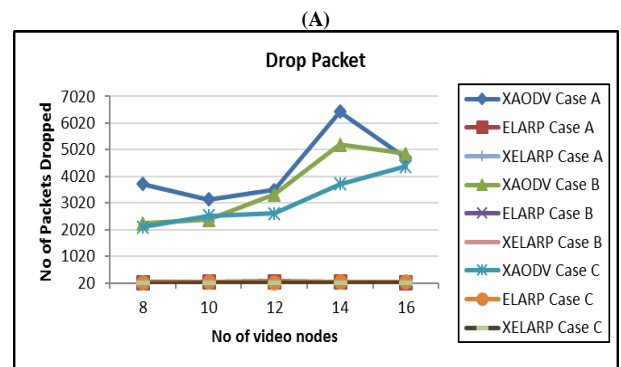 (A)
Drop Packet
No of Packets Dropped
7020
6020
5020
4020
3020
2020
1020
20
8 10 12 14 16
No of video nodes
XAODV Case A
ELARP Case A
XELARP Case A
XAODV Case B
ELARP Case B
XELARP Case B
XAODV Case C
ELARP Case C
XELARP Case C